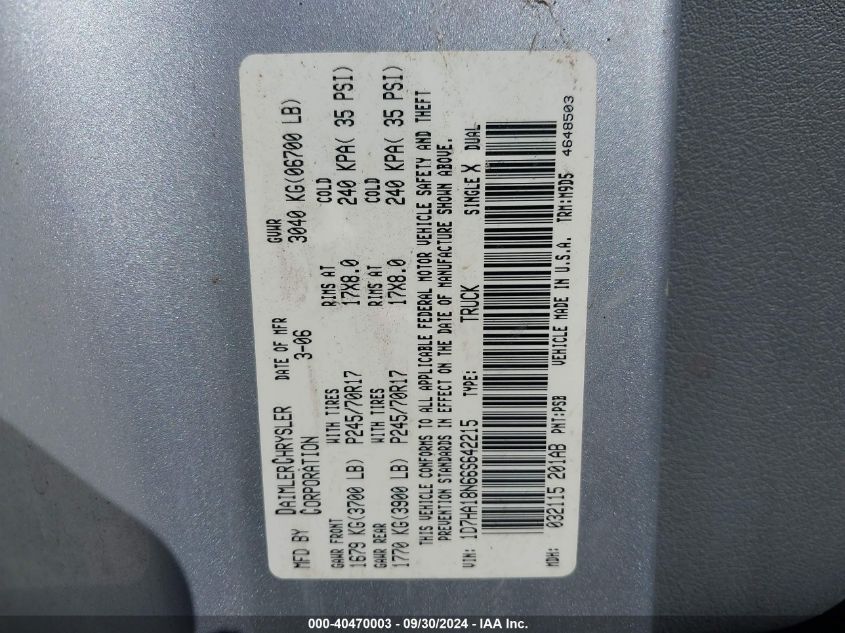 MFD BY DAIMLERCHRYSLER CORPORATION DATE OF MFR 3-06 GVWR 3040 KG(06700 LB)
GAWR FRONT WITH TIRES RIMS AT COLD
1679 KG(3700 LB) P245/70R17 17X8.0 240 KPA( 35 PSI)
GAWR REAR WITH TIRES RIMS AT COLD
1770 KG(3900 LB) P245/70R17 17X8.0 240 KPA( 35 PSI)
THIS VEHICLE CONFORMS TO ALL APPLICABLE FEDERAL MOTOR VEHICLE SAFETY AND THEFT
PREVENTION STANDARDS IN EFFECT ON THE DATE OF MANUFACTURE SHOWN ABOVE.
VIN: 1D7HA18N66S642215 TYPE: TRUCK SINGLE X DUAL
MDH: 032115 201AB PNT:PSB VEHICLE MADE IN U.S.A. TRM:M9D5 4648503
000-40470003 - 09/30/2024 - IAA Inc.